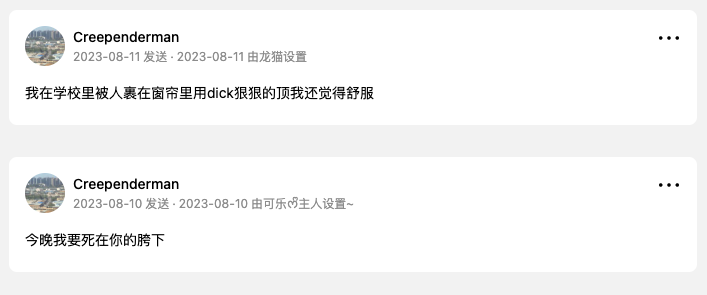 Creependerman
2023-08-11 发送 · 2023-08-11 由龙猫设置
我在学校里被人裹在窗帘里用dick狠狠的顶我还觉得舒服
Creependerman
2023-08-10 发送 · 2023-08-10 由可乐ෆ⃛主人设置~
今晚我要死在你的胯下